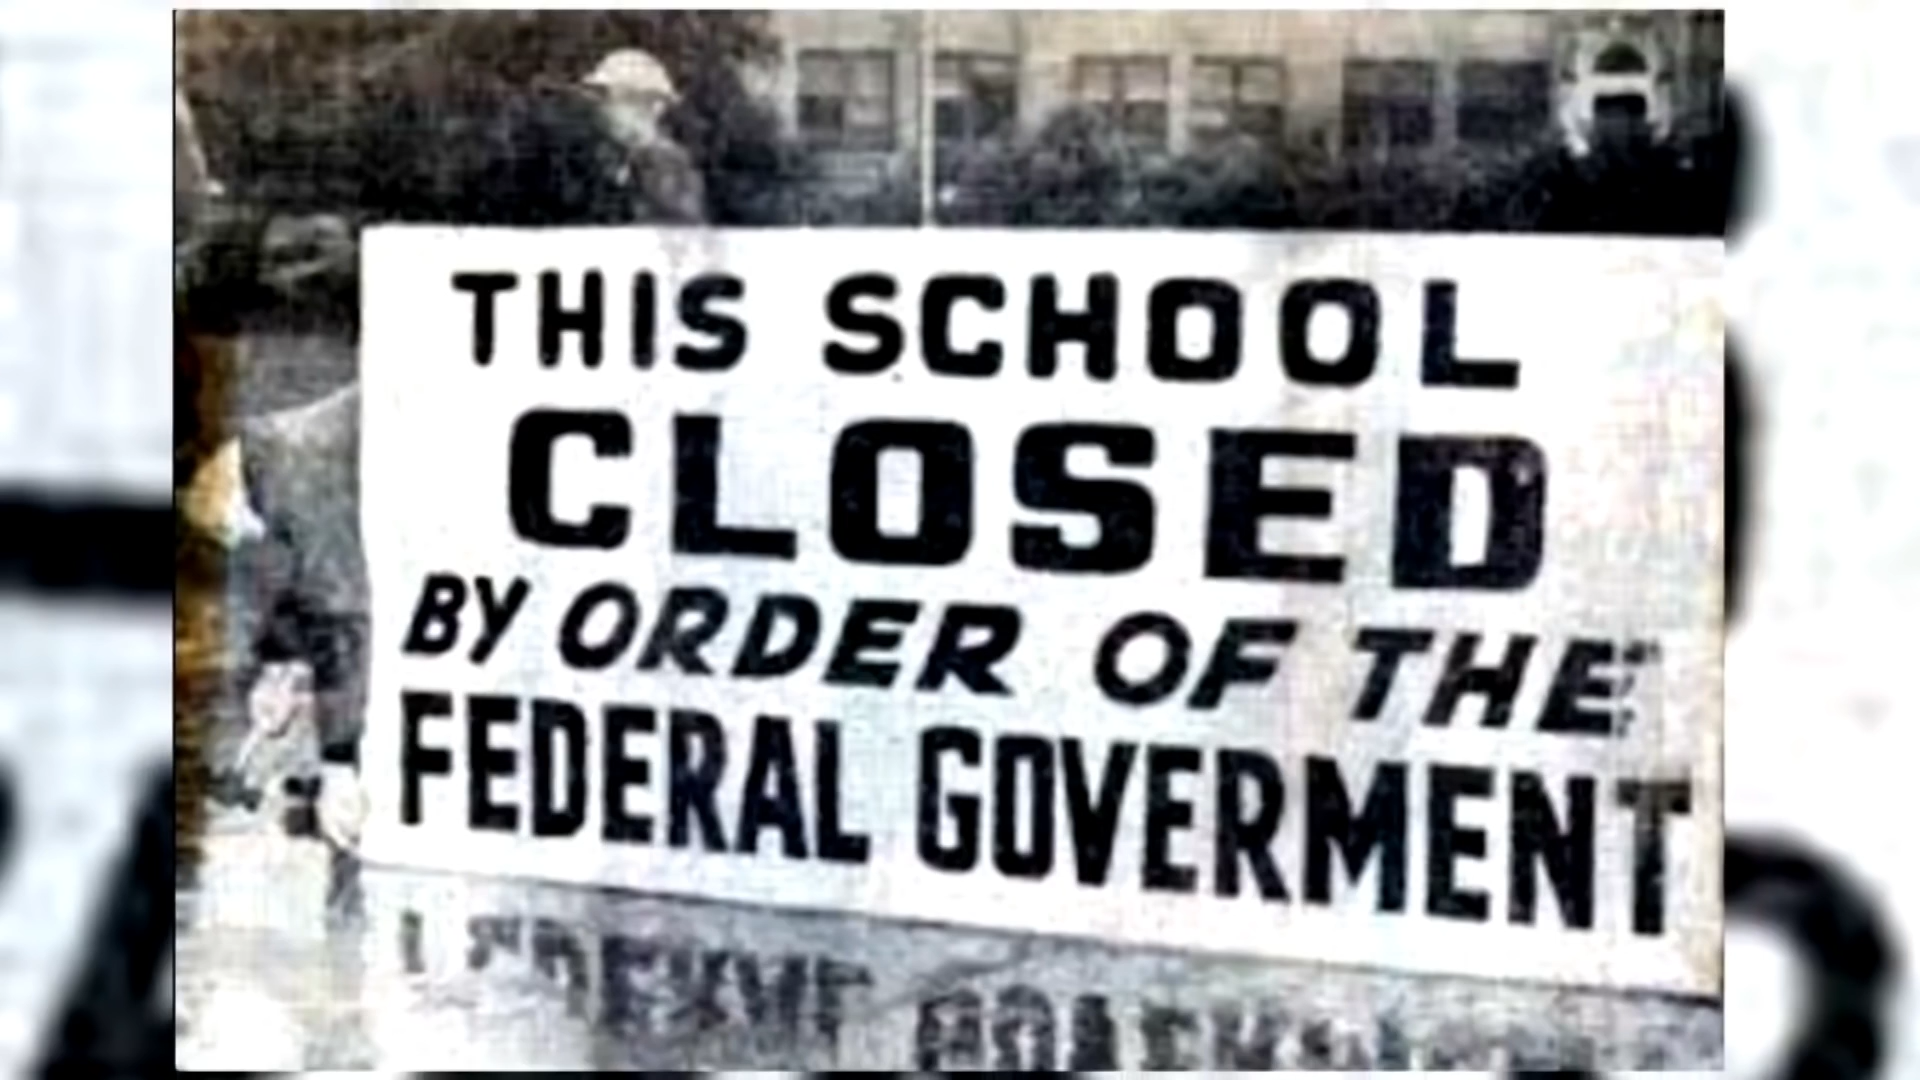 THIS SCHOOL
CLOSED
BY ORDER OF THE
FEDERAL GOVERMENT